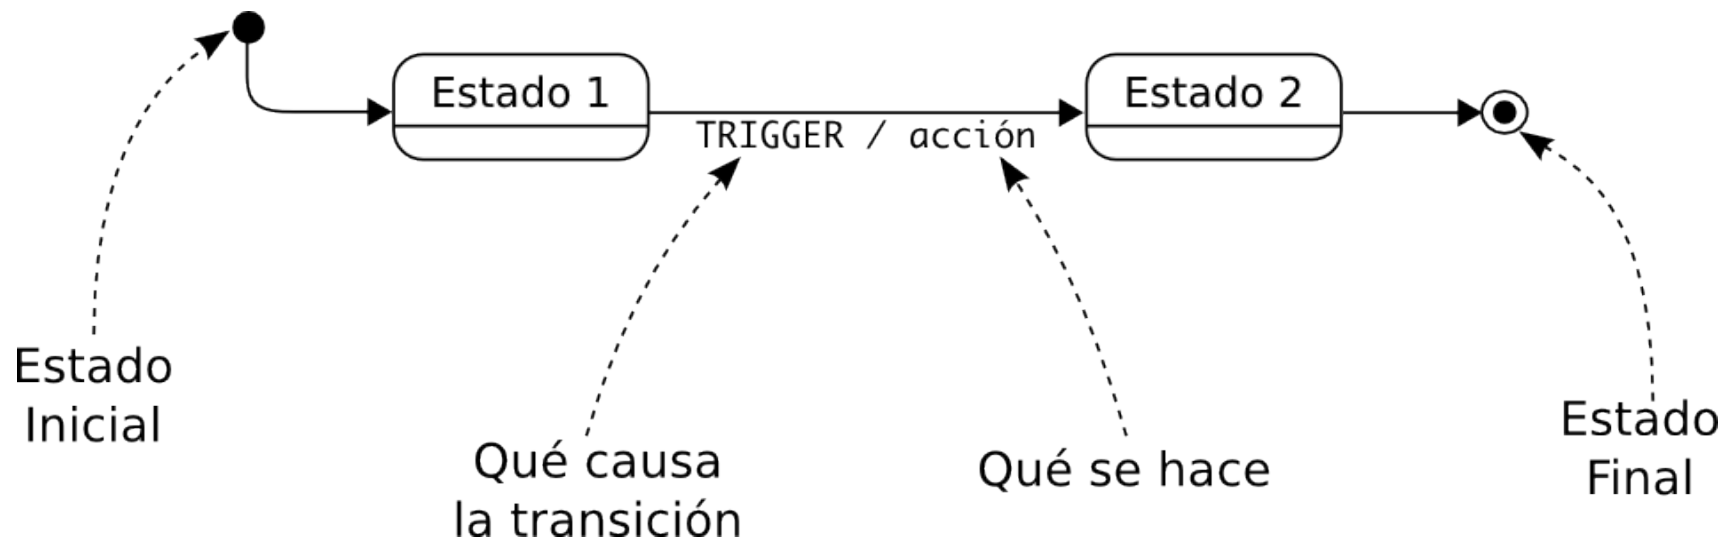 Estado 1
Estado 2
TRIGGER / acción
Estado
Inicial
Qué causa
la transición
Qué se hace
Estado
Final